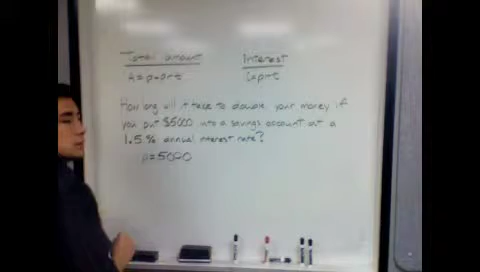 Total amount Interest
A = p + prt I = prt
How long will it take to double your money if
you put $5000 into a savings account at a
1.5% annual interest rate?
p = 5000